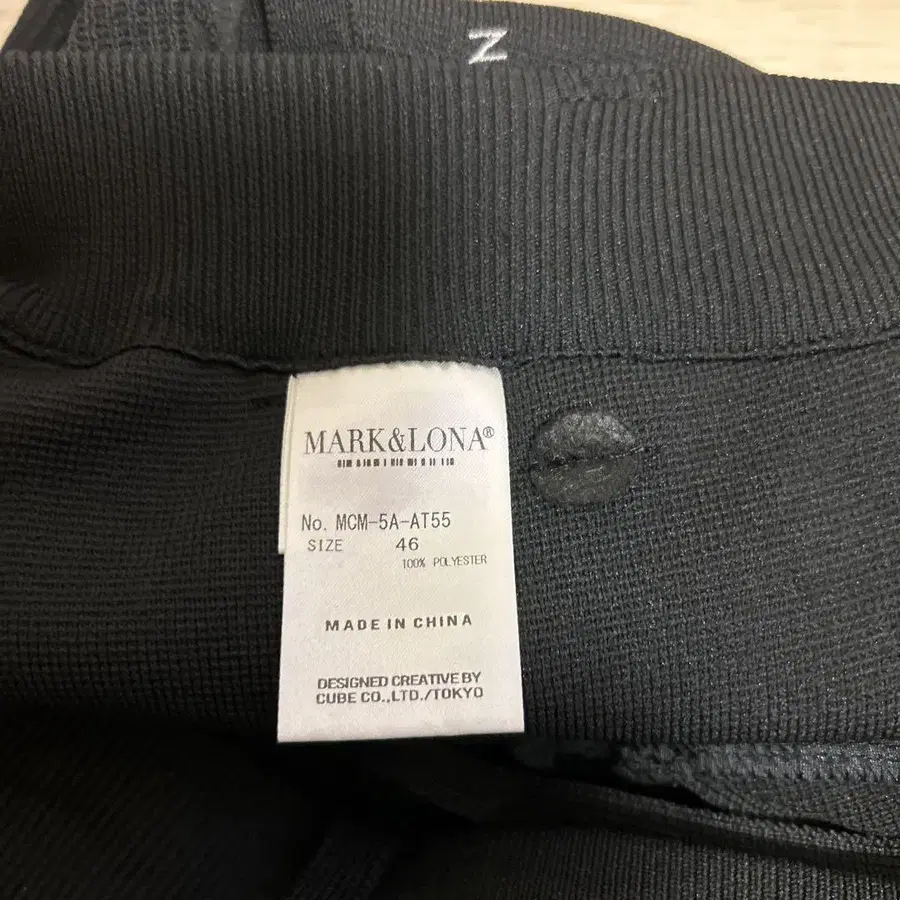 N
MARK&LONA®
No. MCM-5A-AT55
SIZE 46
100% POLYESTER
MADE IN CHINA
DESIGNED CREATIVE BY
CUBE CO.,LTD./TOKYO